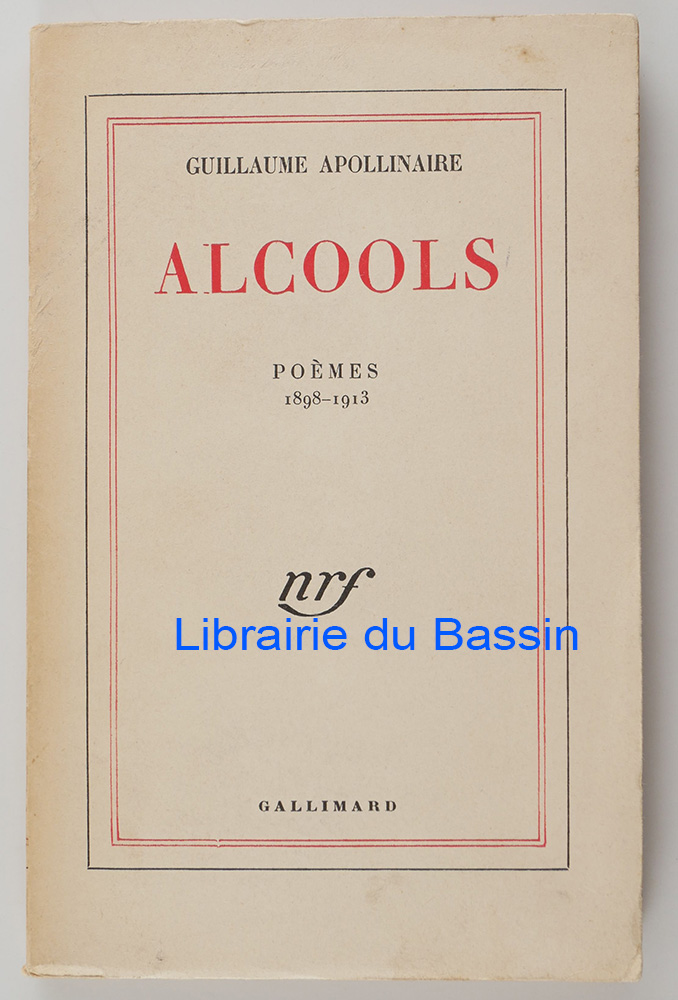 GUILLAUME APOLLINAIRE
ALCOOLS
POÈMES
1898–1913
nrf
Librairie du Bassin
GALLIMARD